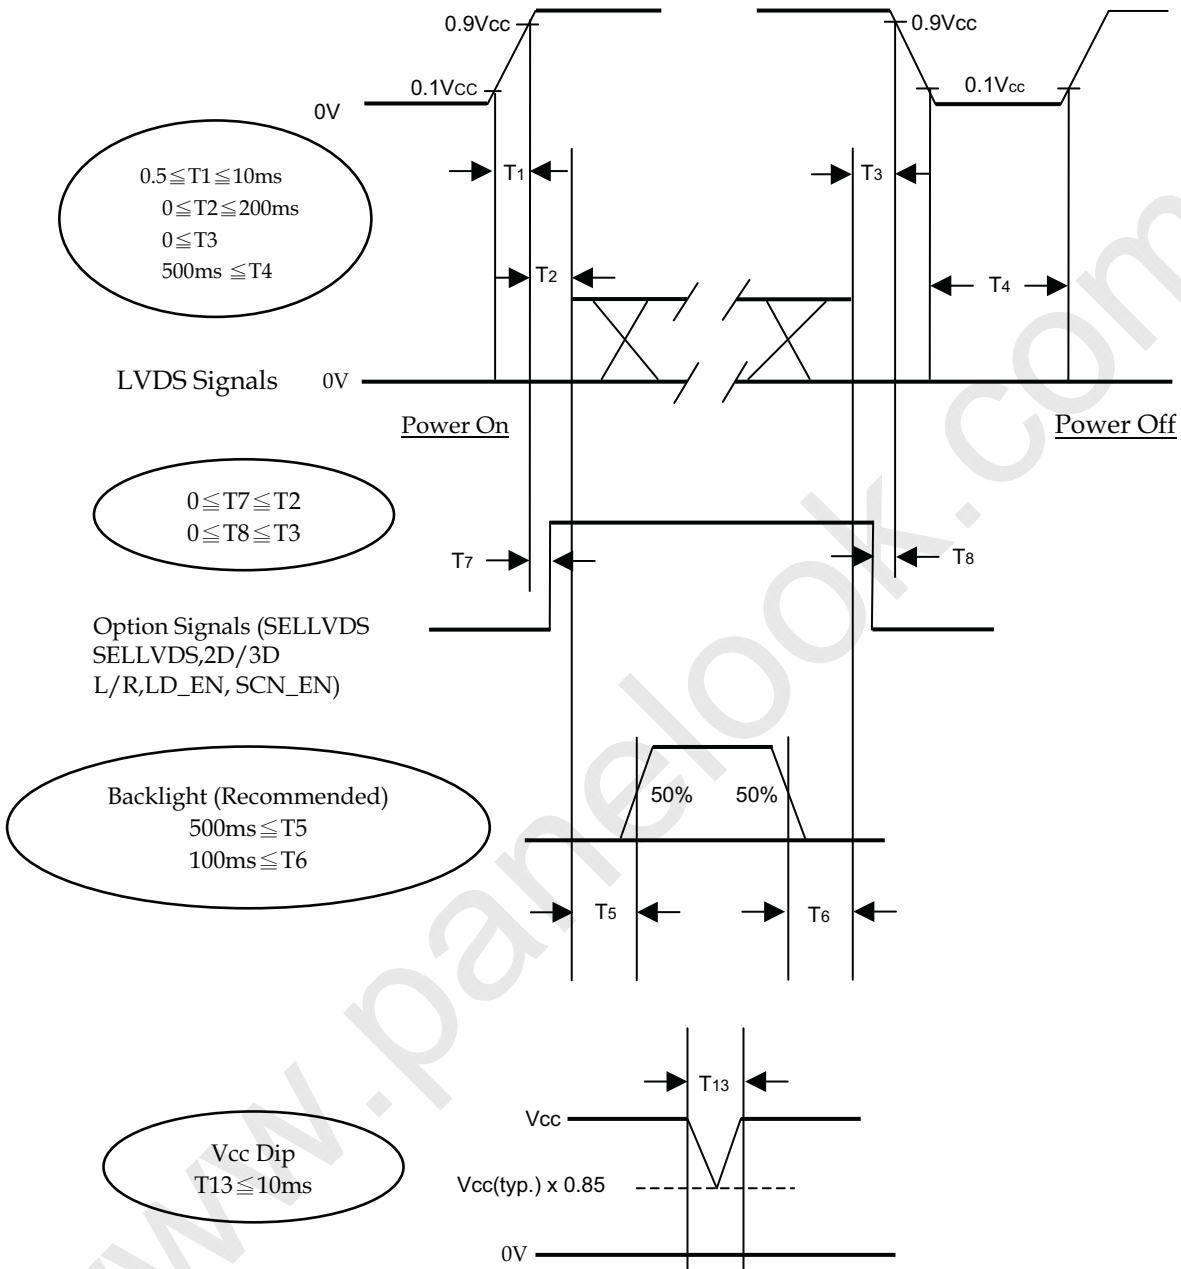 0.9Vcc
0.9Vcc
0.1Vcc
0.1Vcc
0V
0.5≦T1≦10ms
0≦T2≦200ms
0≦T3
500ms ≦T4
T1
T3
T2
T4
LVDS Signals
0V
Power On
Power Off
0≦T7≦T2
0≦T8≦T3
T7
T8
Option Signals (SELLVDS
SELLVDS,2D/3D
L/R,LD_EN, SCN_EN)
Backlight (Recommended)
500ms≦T5
100ms≦T6
50%
50%
T5
T6
T13
Vcc
Vcc Dip
T13≦10ms
Vcc(typ.) x 0.85
0V
www.panelook.com